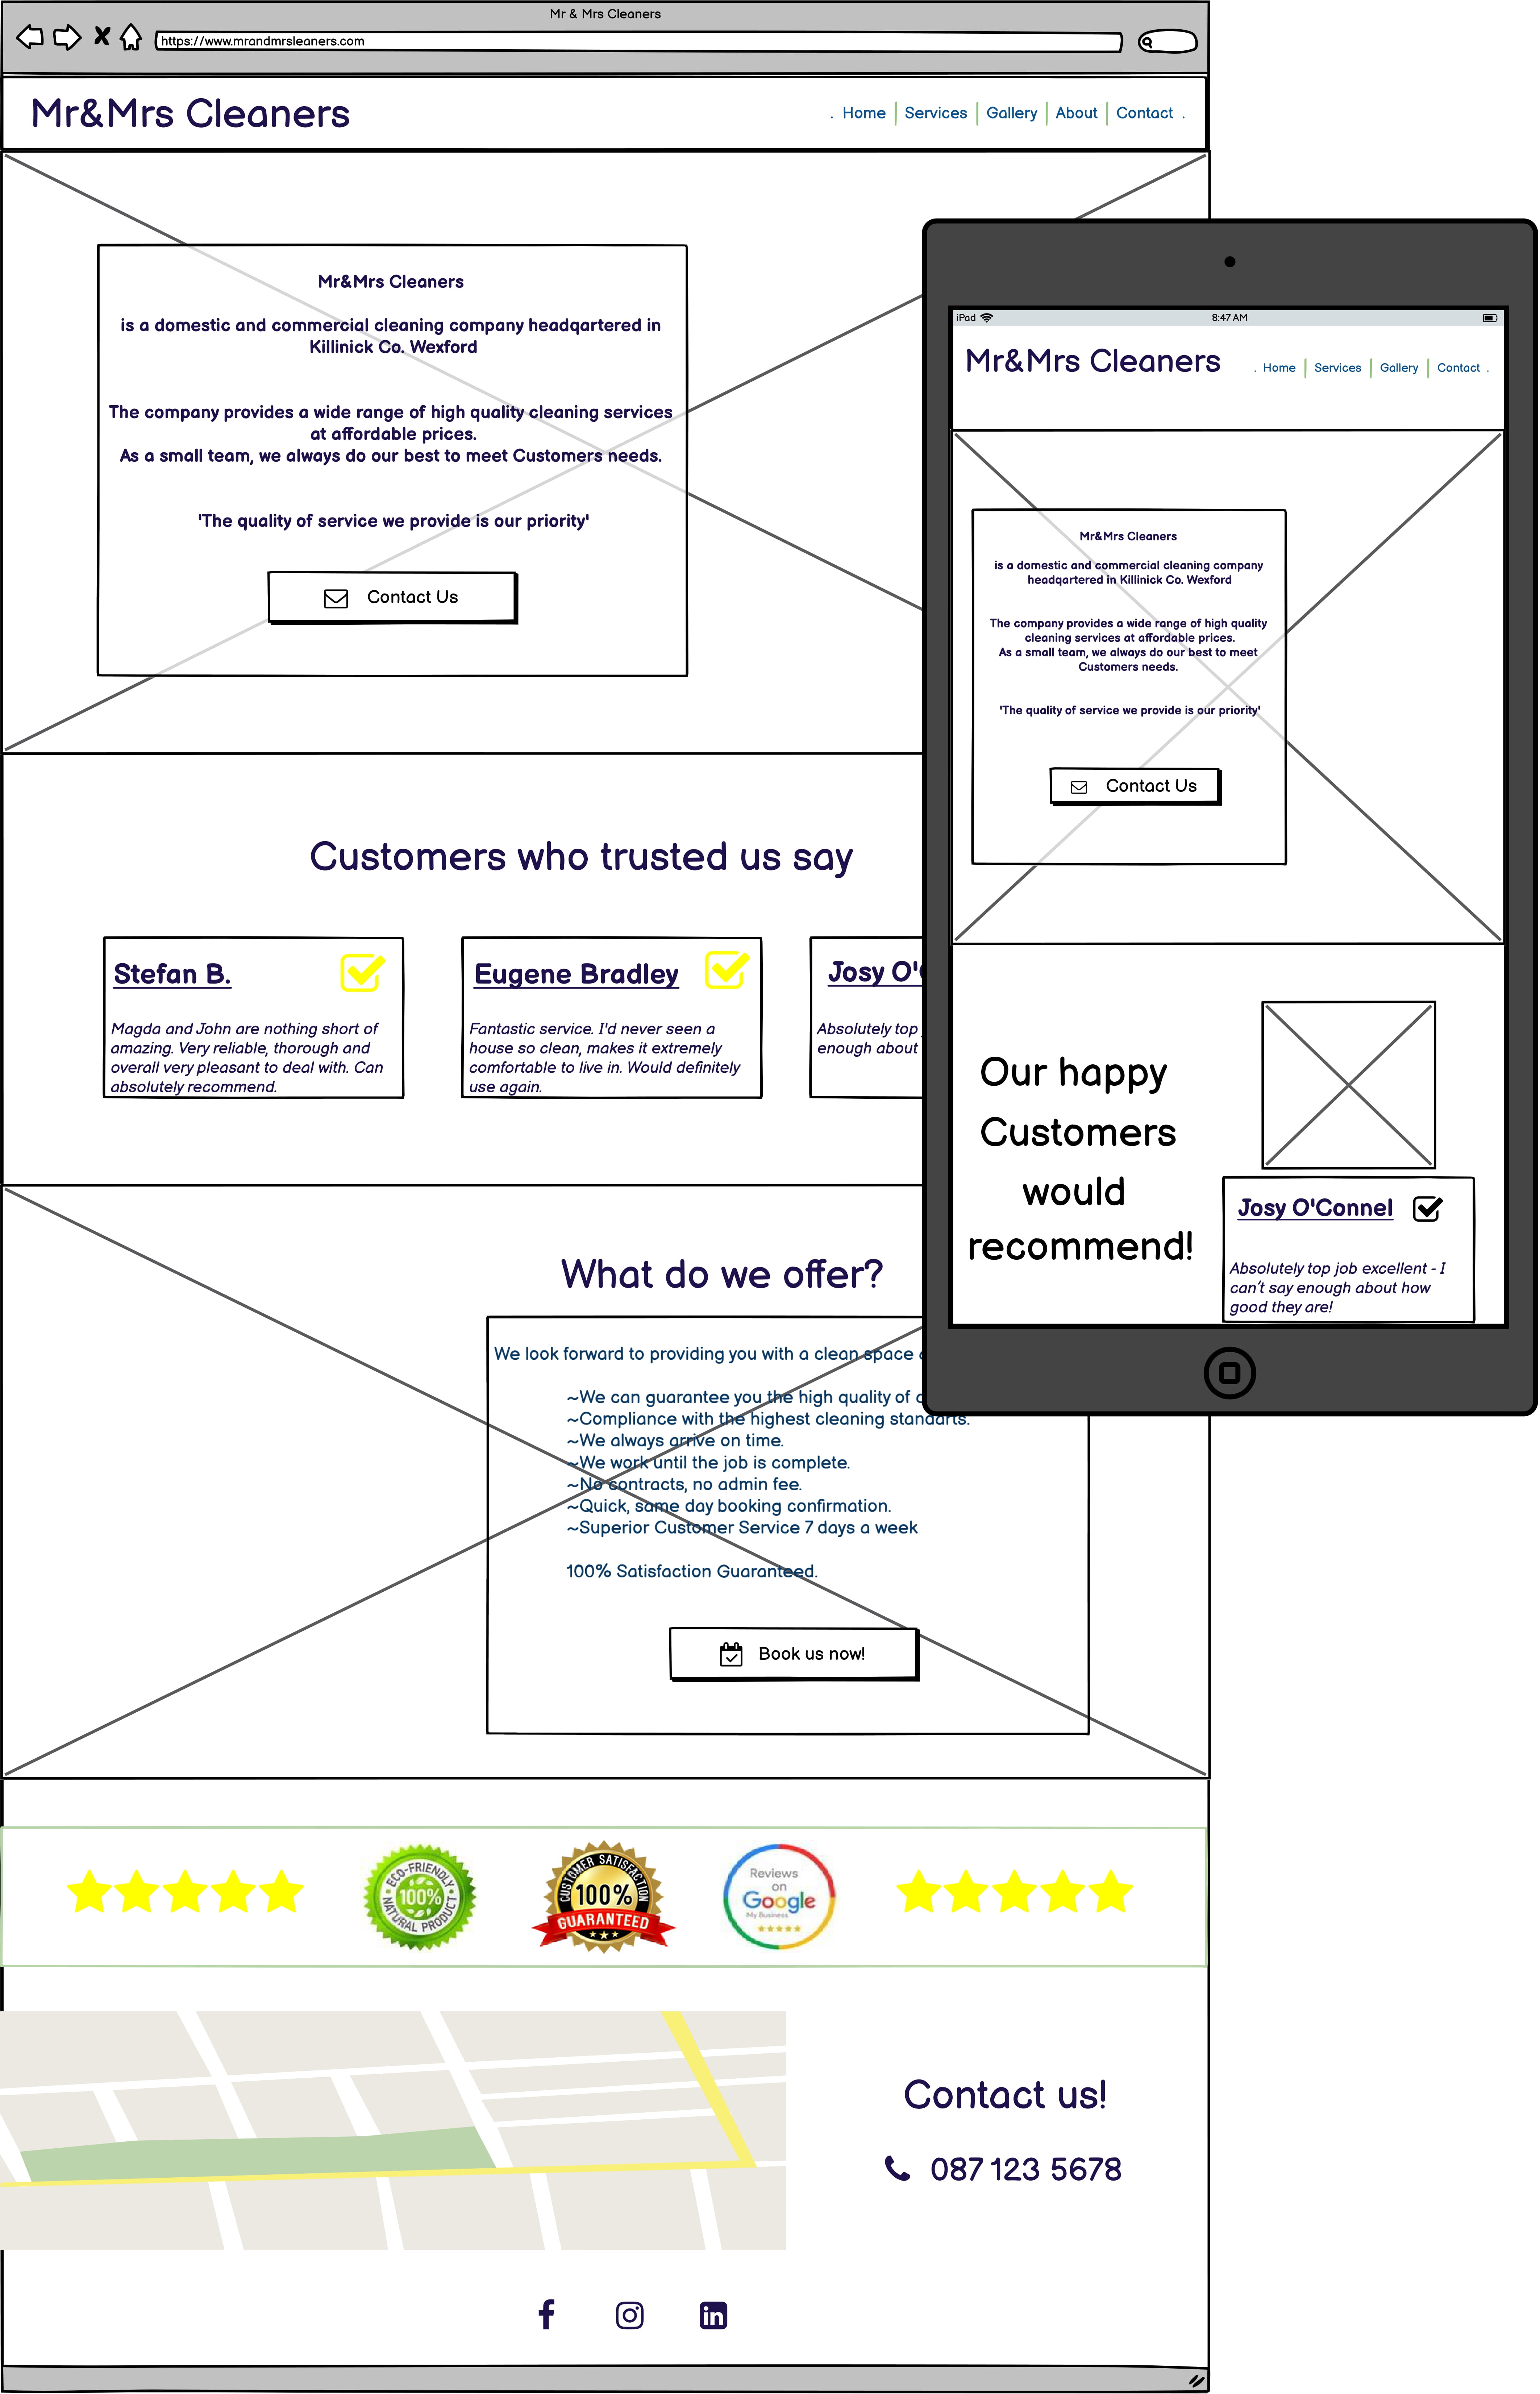 Mr & Mrs Cleaners
https://www.mrandmrsleaners.com
Mr&Mrs Cleaners
. Home | Services | Gallery | About | Contact .
Mr&Mrs Cleaners
is a domestic and commercial cleaning company headqartered in
Killinick Co. Wexford
The company provides a wide range of high quality cleaning services
at affordable prices.
As a small team, we always do our best to meet Customers needs.
'The quality of service we provide is our priority'
Contact Us
Customers who trusted us say
Stefan B.
Magda and John are nothing short of
amazing. Very reliable, thorough and
overall very pleasant to deal with. Can
absolutely recommend.
Eugene Bradley
Fantastic service. I'd never seen a
house so clean, makes it extremely
comfortable to live in. Would definitely
use again.
Josy O'
Absolutely top
enough about
What do we offer?
We look forward to providing you with a clean space
~We can guarantee you the high quality of
~Compliance with the highest cleaning standarts.
~We always arrive on time.
~We work until the job is complete.
~No contracts, no admin fee.
~Quick, same day booking confirmation.
~Superior Customer Service 7 days a week
100% Satisfaction Guaranteed.
Book us now!
ECO-FRIENDLY
100%
NATURAL PRODUCT
CUSTOMER SATISFACTION
100%
GUARANTEED
Reviews
on
Google
My Business
Contact us!
087 123 5678
iPad
8:47 AM
Mr&Mrs Cleaners
. Home | Services | Gallery | Contact .
Mr&Mrs Cleaners
is a domestic and commercial cleaning company
headqartered in Killinick Co. Wexford
The company provides a wide range of high quality
cleaning services at affordable prices.
As a small team, we always do our best to meet
Customers needs.
'The quality of service we provide is our priority'
Contact Us
Our happy
Customers
would
recommend!
Josy O'Connel
Absolutely top job excellent - I
can't say enough about how
good they are!